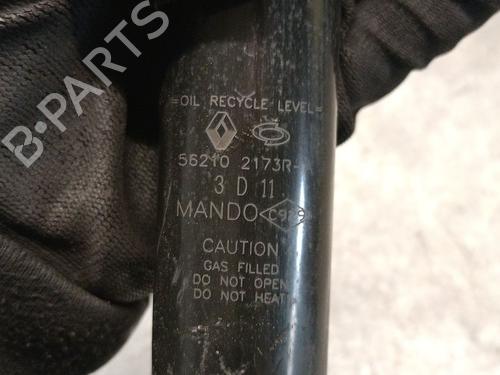 =OIL RECYCLE LEVEL=
56210 2173R-A
3 D 11
MANDO
CAUTION
GAS FILLED
DO NOT OPEN
DO NOT HEAT
B-PARTS